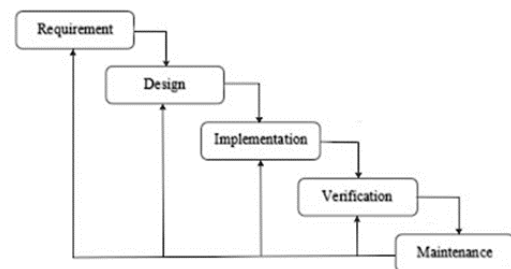 Requirement
Design
Implementation
Verification
Maintenance